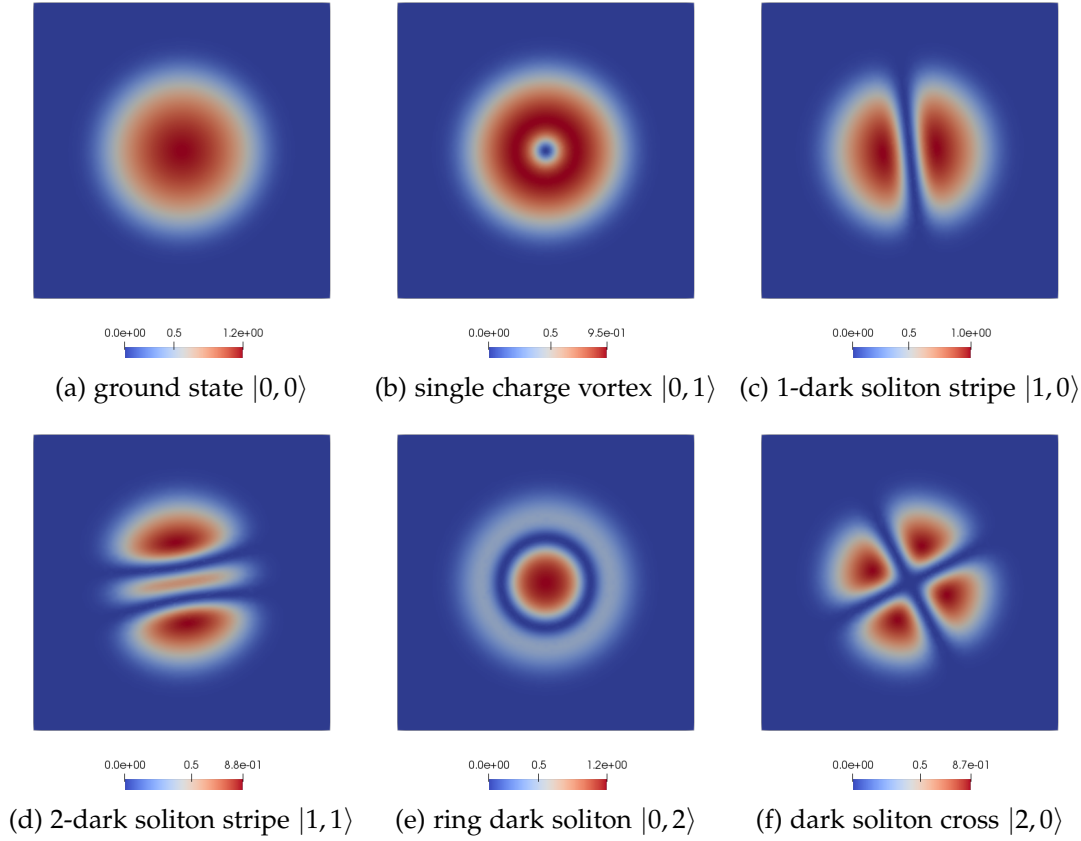 0.0e+00 0.5 1.2e+00
0.0e+00 0.5 9.5e-01
0.0e+00 0.5 1.0e+00
(a) ground state |0, 0⟩
(b) single charge vortex |0, 1⟩
(c) 1-dark soliton stripe |1, 0⟩
0.0e+00 0.5 8.8e-01
0.0e+00 0.5 1.2e+00
0.0e+00 0.5 8.7e-01
(d) 2-dark soliton stripe |1, 1⟩
(e) ring dark soliton |0, 2⟩
(f) dark soliton cross |2, 0⟩